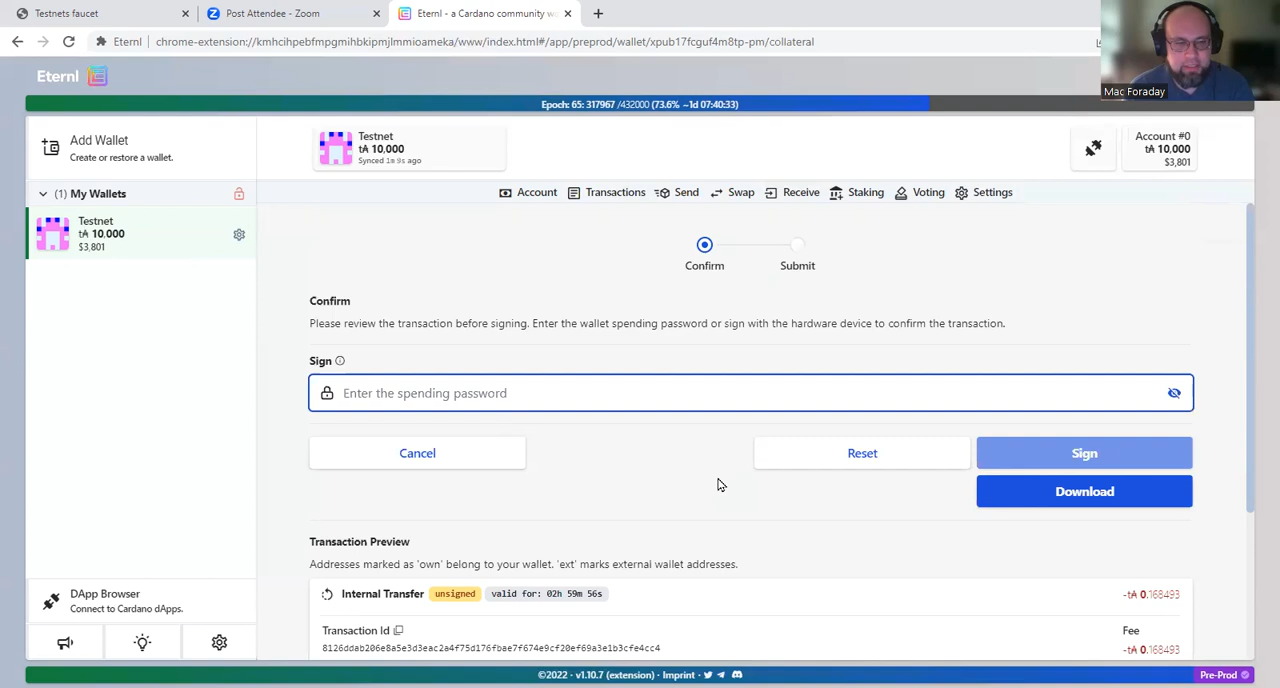 Testnets faucet
Post Attendee - Zoom
Eternl - a Cardano community w
Eternl
chrome-extension://kmhcihpebfmpgmihbkipmjlmmioameka/www/index.html#/app/preprod/wallet/xpub17fcguf4m8tp-pm/collateral
Mac Foraday
Eternl
Epoch: 65: 317967 /432000 (73.6% ~1d 07:40:33)
Add Wallet
Create or restore a wallet.
Testnet
t₳ 10,000
Synced 1m 9s ago
Account #0
t₳ 10,000
$3,801
(1) My Wallets
Account
Transactions
Send
Swap
Receive
Staking
Voting
Settings
Testnet
t₳ 10,000
$3,801
Confirm
Submit
Confirm
Please review the transaction before signing. Enter the wallet spending password or sign with the hardware device to confirm the transaction.
Sign
Enter the spending password
Cancel
Reset
Sign
Download
Transaction Preview
Addresses marked as 'own' belong to your wallet. 'ext' marks external wallet addresses.
Internal Transfer unsigned valid for: 02h 59m 56s
-t₳ 0.168493
Transaction Id
Fee
8126ddab206e8a5e3d3eac2a4f75d176fbae7f674e9cf20ef69a3e1b3cfe4cc4
-t₳ 0.168493
DApp Browser
Connect to Cardano dApps.
©2022 · v1.10.7 (extension) · Imprint ·
Pre-Prod